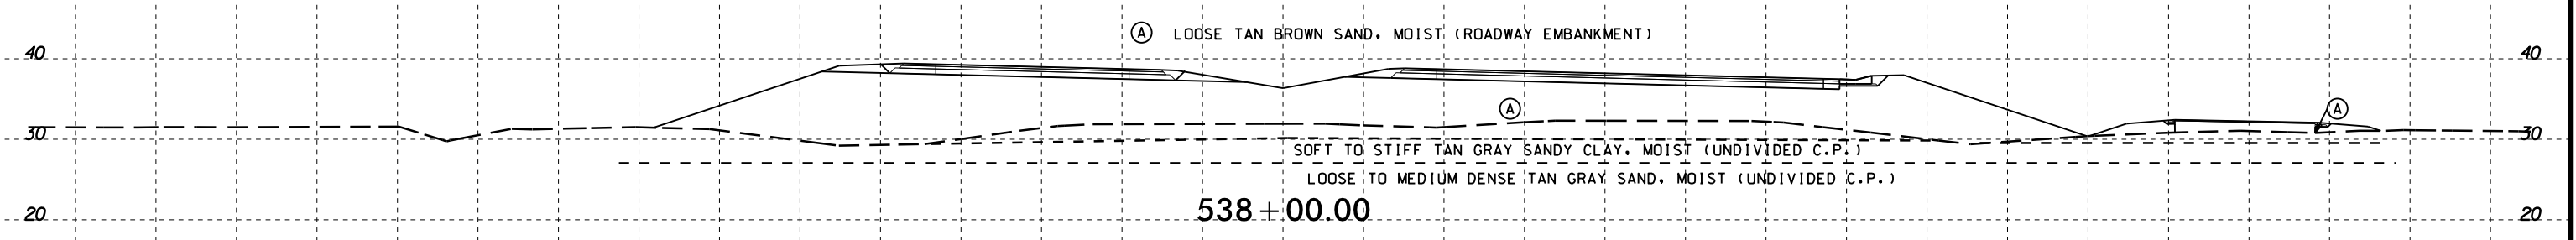 Ⓐ LOOSE TAN BROWN SAND, MOIST (ROADWAY EMBANKMENT)
40 40
Ⓐ Ⓐ
30 30
SOFT TO STIFF TAN GRAY SANDY CLAY, MOIST (UNDIVIDED C.P.)
LOOSE TO MEDIUM DENSE TAN GRAY SAND, MOIST (UNDIVIDED C.P.)
20 538+00.00 20